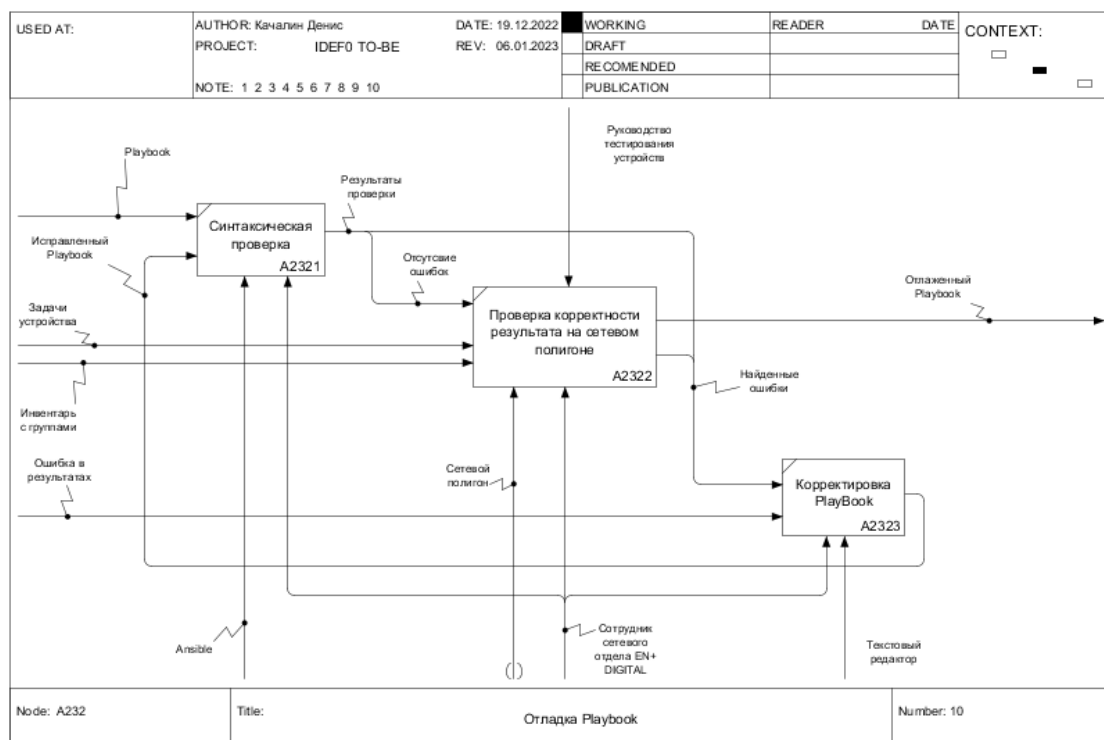 USED AT:
AUTHOR: Качалин Денис
DATE: 19.12.2022
PROJECT: IDEF0 TO-BE
REV: 06.01.2023
NOTE: 1 2 3 4 5 6 7 8 9 10
WORKING
DRAFT
RECOMENDED
PUBLICATION
READER
DATE
CONTEXT:
Руководство
тестирования
устройств
Playbook
Результаты
проверки
Синтаксическая
проверка
A2321
Исправленный
Playbook
Отсутсвие
ошибок
Отлаженный
Playbook
Задачи
устройства
Проверка корректности
результата на сетевом
полигоне
A2322
Найденные
ошибки
Инвентарь
с группами
Ошибка в
результатах
Сетевой
полигон
Корректировка
PlayBook
A2323
Ansible
Сотрудник
сетевого
отдела EN+
DIGITAL
Текстовый
редактор
Node: A232
Title:
Отладка Playbook
Number: 10